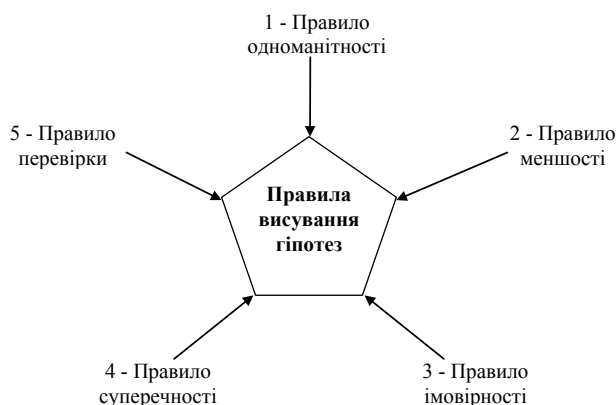 1 - Правило
одноманітності
5 - Правило
перевірки
2 - Правило
меншості
Правила
висування
гіпотез
4 - Правило
суперечності
3 - Правило
імовірності